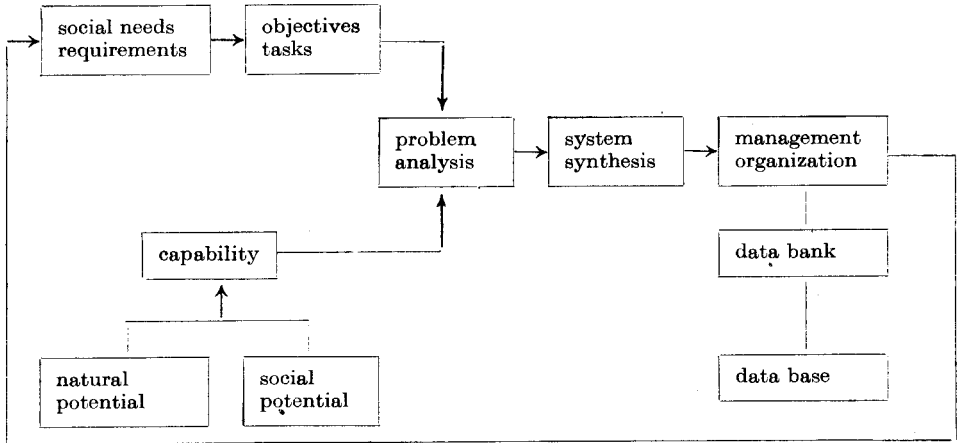 social needs
requirements
objectives
tasks
problem
analysis
system
synthesis
management
organization
capability
data bank
natural
potential
social
potential
data base